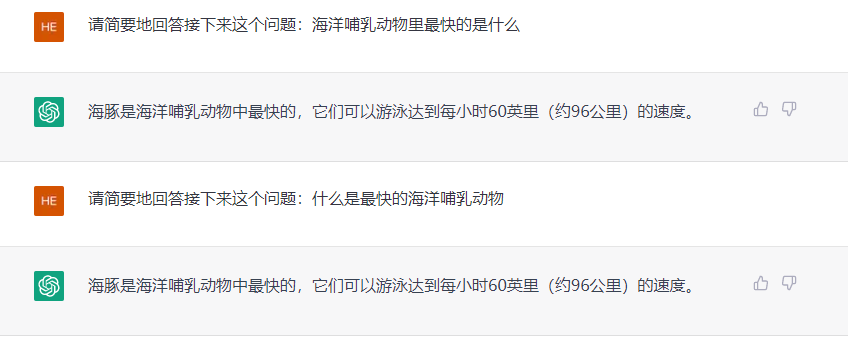 HE
请简要地回答接下来这个问题：海洋哺乳动物里最快的是什么
海豚是海洋哺乳动物中最快的，它们可以游泳达到每小时60英里（约96公里）的速度。
HE
请简要地回答接下来这个问题：什么是最快的海洋哺乳动物
海豚是海洋哺乳动物中最快的，它们可以游泳达到每小时60英里（约96公里）的速度。